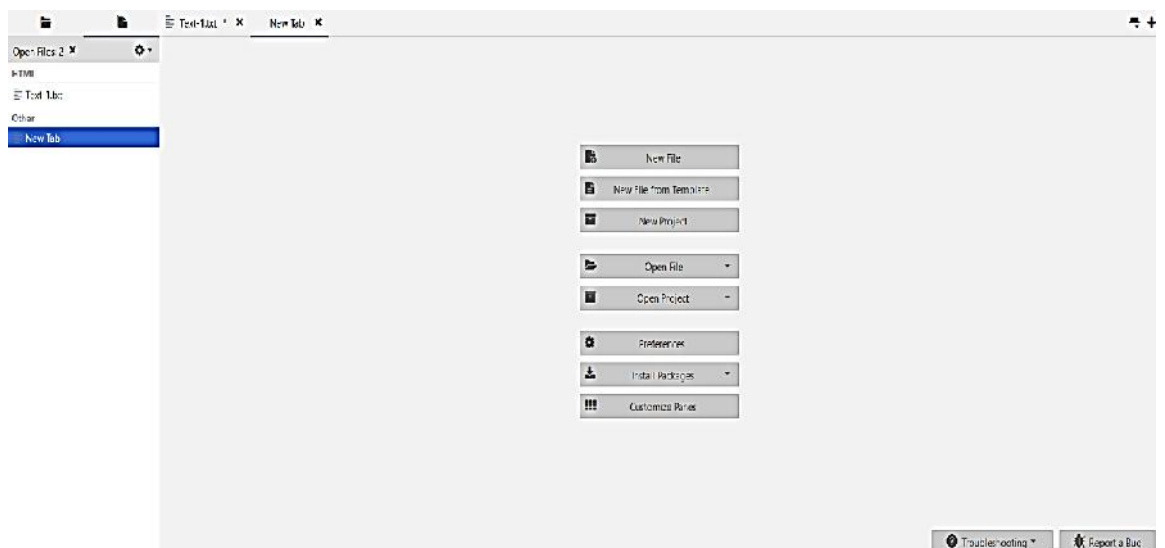 Text-1.txt * New Tab
Open Files 2
HTML
Text-1.txt
Other
New Tab
New File
New File from Template
New Project
Open File
Open Project
Preferences
Install Packages
Customize Panes
Troubleshooting
Report a Bug